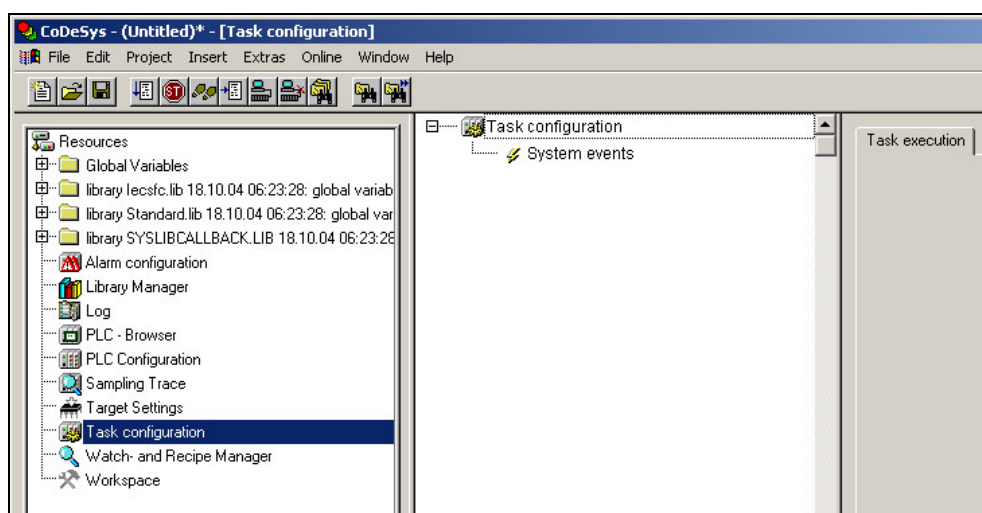 CoDeSys - (Untitled)* - [Task configuration]
File Edit Project Insert Extras Online Window Help
Resources
Global Variables
library Iecsfc.lib 18.10.04 06:23:28: global variab
library Standard.lib 18.10.04 06:23:28: global var
library SYSLIBCALLBACK.LIB 18.10.04 06:23:28
Alarm configuration
Library Manager
Log
PLC - Browser
PLC Configuration
Sampling Trace
Target Settings
Task configuration
Watch- and Recipe Manager
Workspace
Task configuration
System events
Task execution